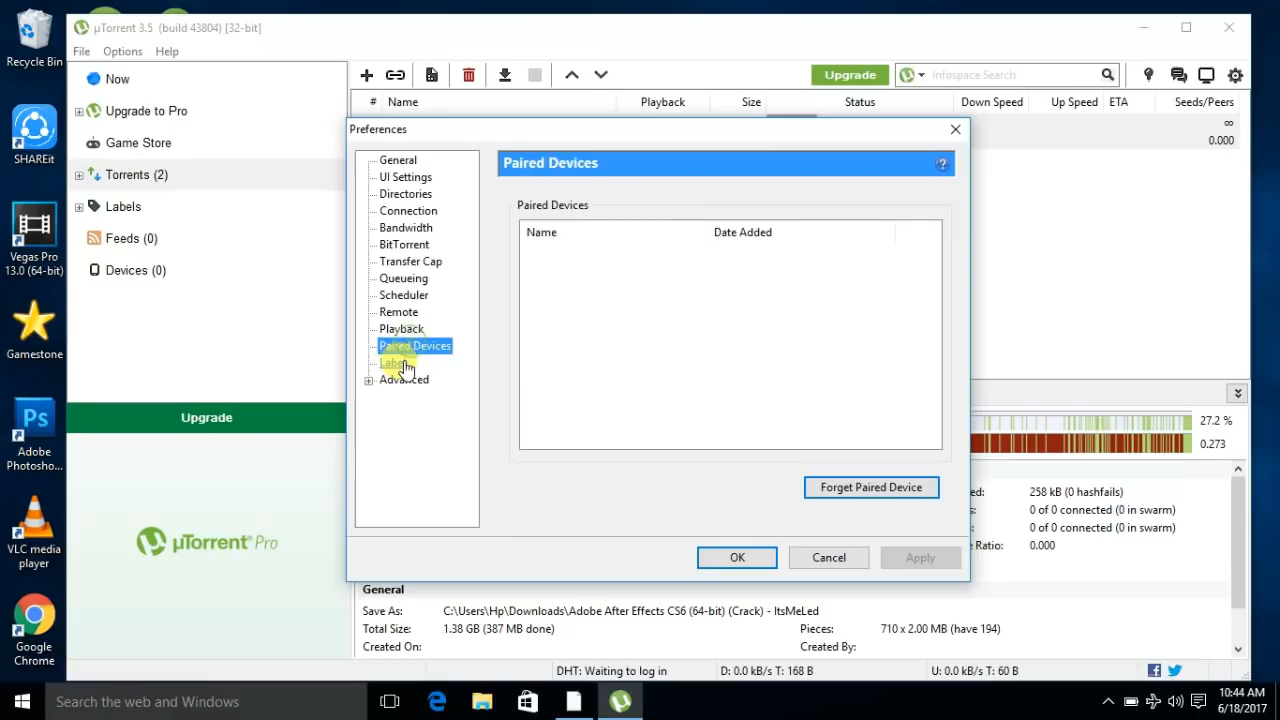 µTorrent 3.5 (build 43804) [32-bit]
File Options Help
Recycle Bin
SHAREit
Vegas Pro
13.0 (64-bit)
Gamestone
Adobe
Photosho...
VLC media
player
Google
Chrome
Now
Upgrade to Pro
Game Store
Torrents (2)
Labels
Feeds (0)
Devices (0)
Upgrade
µTorrent Pro
Upgrade
Infospace Search
# Name Playback Size Status Down Speed Up Speed ETA Seeds/Peers
∞
0.000
Preferences
General
UI Settings
Directories
Connection
Bandwidth
BitTorrent
Transfer Cap
Queueing
Scheduler
Remote
Playback
Paired Devices
Advanced
Paired Devices
Paired Devices
Name Date Added
Forget Paired Device
OK Cancel Apply
27.2 %
0.273
258 kB (0 hashfails)
0 of 0 connected (0 in swarm)
0 of 0 connected (0 in swarm)
Ratio: 0.000
General
Save As: C:\Users\Hp\Downloads\Adobe After Effects CS6 (64-bit) (Crack) - ItsMeLed
Total Size: 1.38 GB (387 MB done) Pieces: 710 x 2.00 MB (have 194)
Created On: Created By:
DHT: Waiting to log in D: 0.0 kB/s T: 168 B U: 0.0 kB/s T: 60 B
Search the web and Windows
10:44 AM
6/18/2017